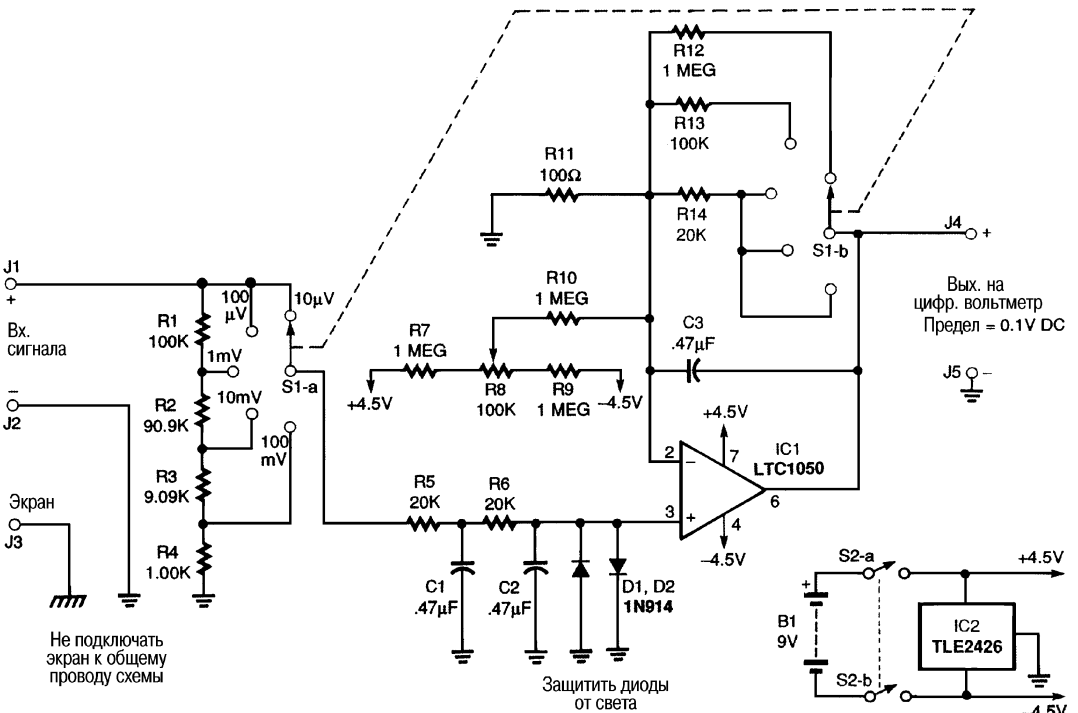 R12
1 MEG
R13
100K
R11
100Ω
R14
20K
S1-b
J4
+
J1
+
100
μV
10μV
R1
100K
Вх.
сигнала
1mV
S1-a
R10
1 MEG
R7
1 MEG
C3
.47μF
Вых. на
цифр. вольтметр
Предел = 0.1V DC
J5
–
–
J2
R2
90.9K
10mV
+4.5V
R8
100K
R9
1 MEG
–4.5V
+4.5V
100
mV
R3
9.09K
2
–
7
IC1
LTC1050
6
Экран
J3
R5
20K
R6
20K
3
+
4
–4.5V
R4
1.00K
C1
.47μF
C2
.47μF
D1, D2
1N914
S2-a
+4.5V
+
B1
9V
IC2
TLE2426
S2-b
–4.5V
Не подключать
экран к общему
проводу схемы
Защитить диоды
от света